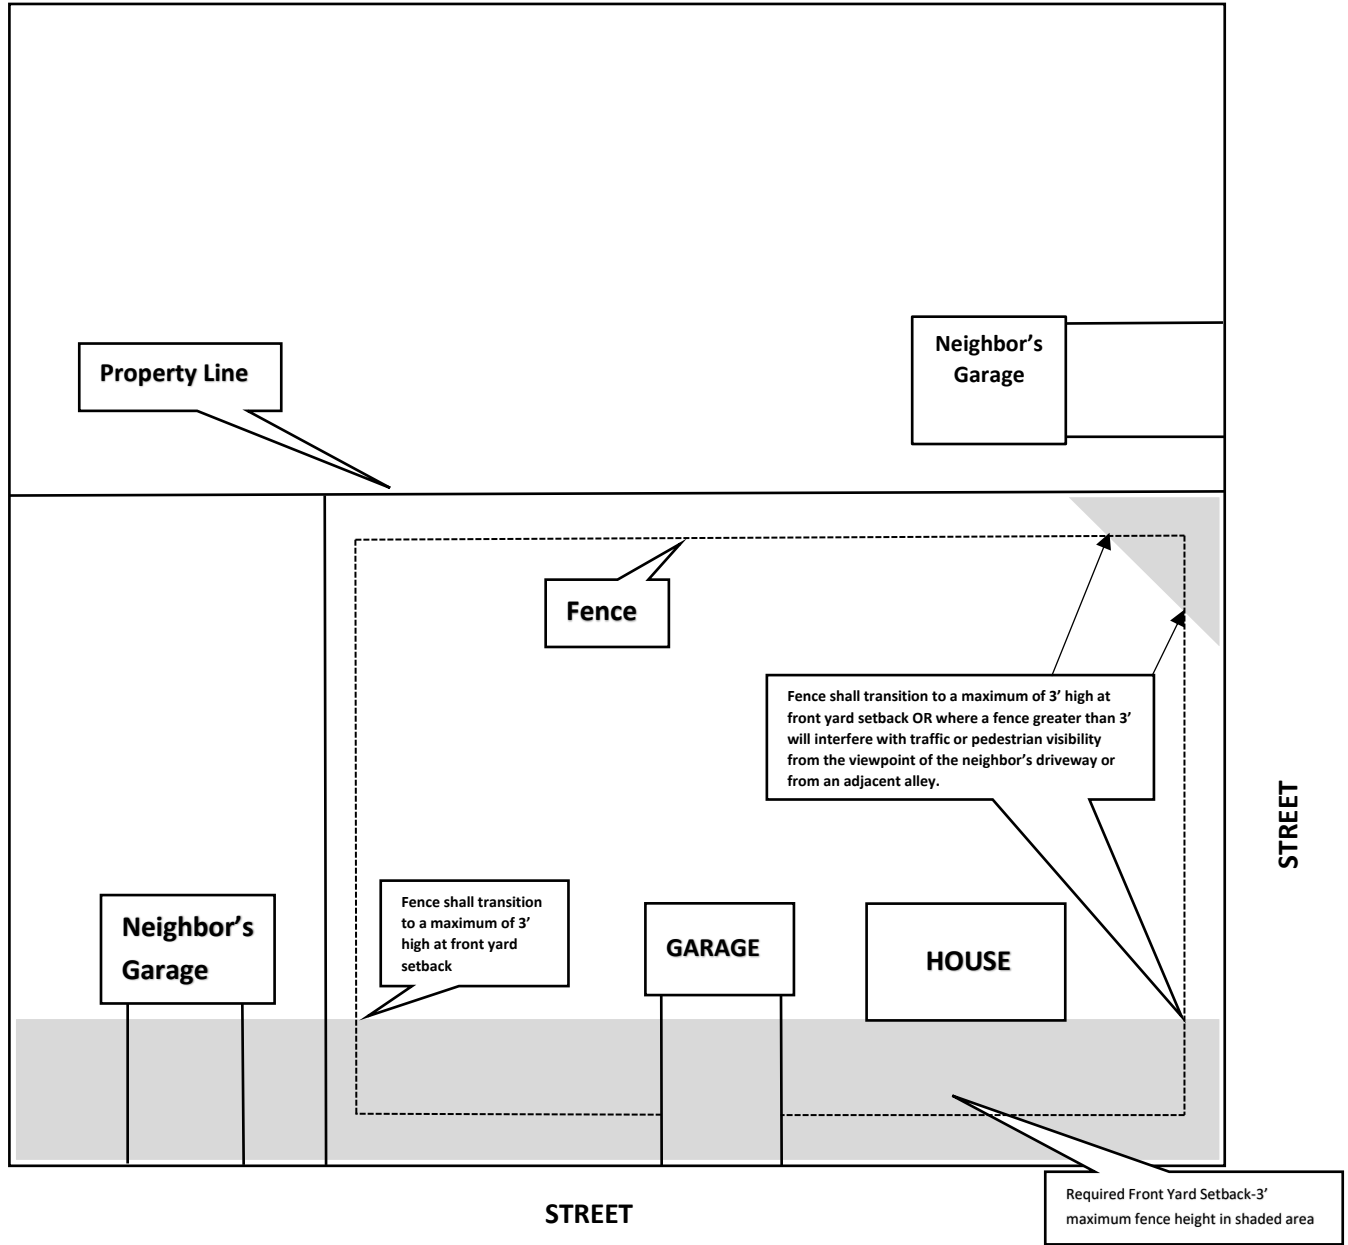 Neighbor’s
Garage
Property Line
Fence
Fence shall transition to a maximum of 3’ high at
front yard setback OR where a fence greater than 3’
will interfere with traffic or pedestrian visibility
from the viewpoint of the neighbor’s driveway or
from an adjacent alley.
STREET
Neighbor’s
Garage
Fence shall transition
to a maximum of 3’
high at front yard
setback
GARAGE
HOUSE
Required Front Yard Setback-3’
maximum fence height in shaded area
STREET